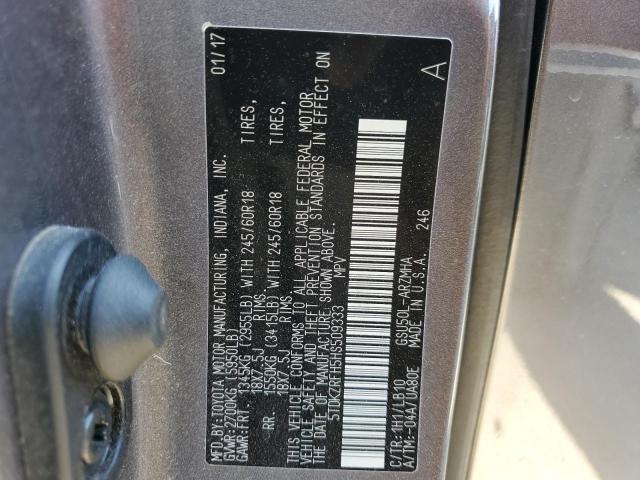 MFD.BY:TOYOTA MOTOR MANUFACTURING, INDIANA, INC. 01/17
GVWR:2700KG(5950LB)
GAWR:FRT. 1345KG(2955LB)WITH 245/60R18 TIRES,
18X7.5J RIMS,
RR. 1550KG(3415LB)WITH 245/60R18 TIRES,
18X7.5J RIMS
THIS VEHICLE CONFORMS TO ALL APPLICABLE FEDERAL MOTOR
VEHICLE SAFETY AND THEFT PREVENTION STANDARDS IN EFFECT ON
THE DATE OF MANUFACTURE SHOWN ABOVE.
5TDKZRFH5HS509333 MPV
C/TR:1H1/LB10 GSU50L-ARZMHA 246 A
A/TM:-04A/UA80E MADE IN U.S.A.